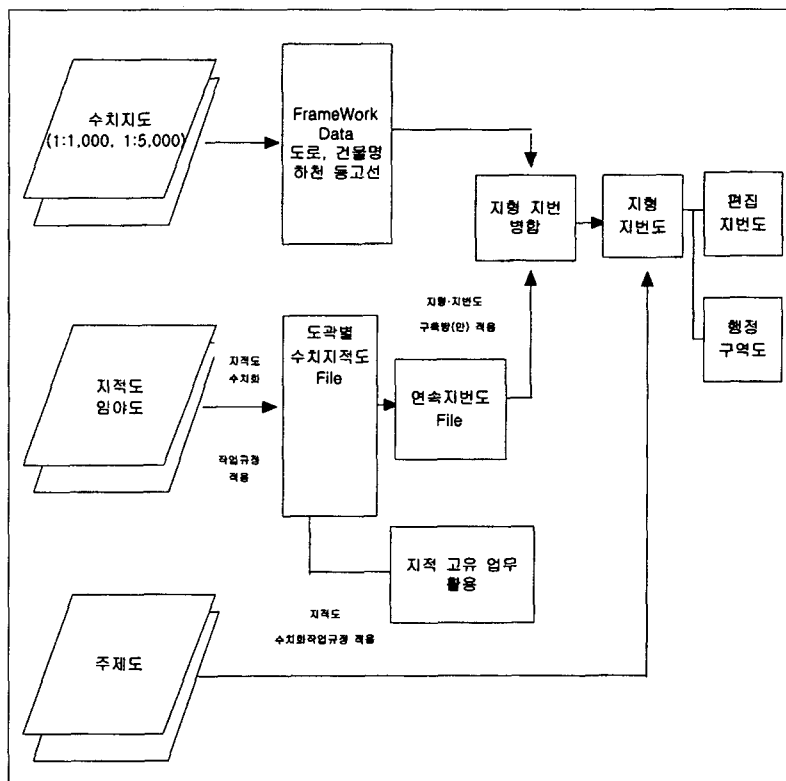 수치지도
(1:1,000, 1:5,000)
FrameWork
Data
도로, 건물명
하천 등고선
지형 지번
병합
지형
지번도
편집
지번도
행정
구역도
지형·지번도
구축방(안) 적용
지적도
임야도
지적도
수치화
작업규정
적용
도곽별
수치지적도
File
연속지번도
File
지적 고유 업무
활용
지적도
수치화작업규정 적용
주제도